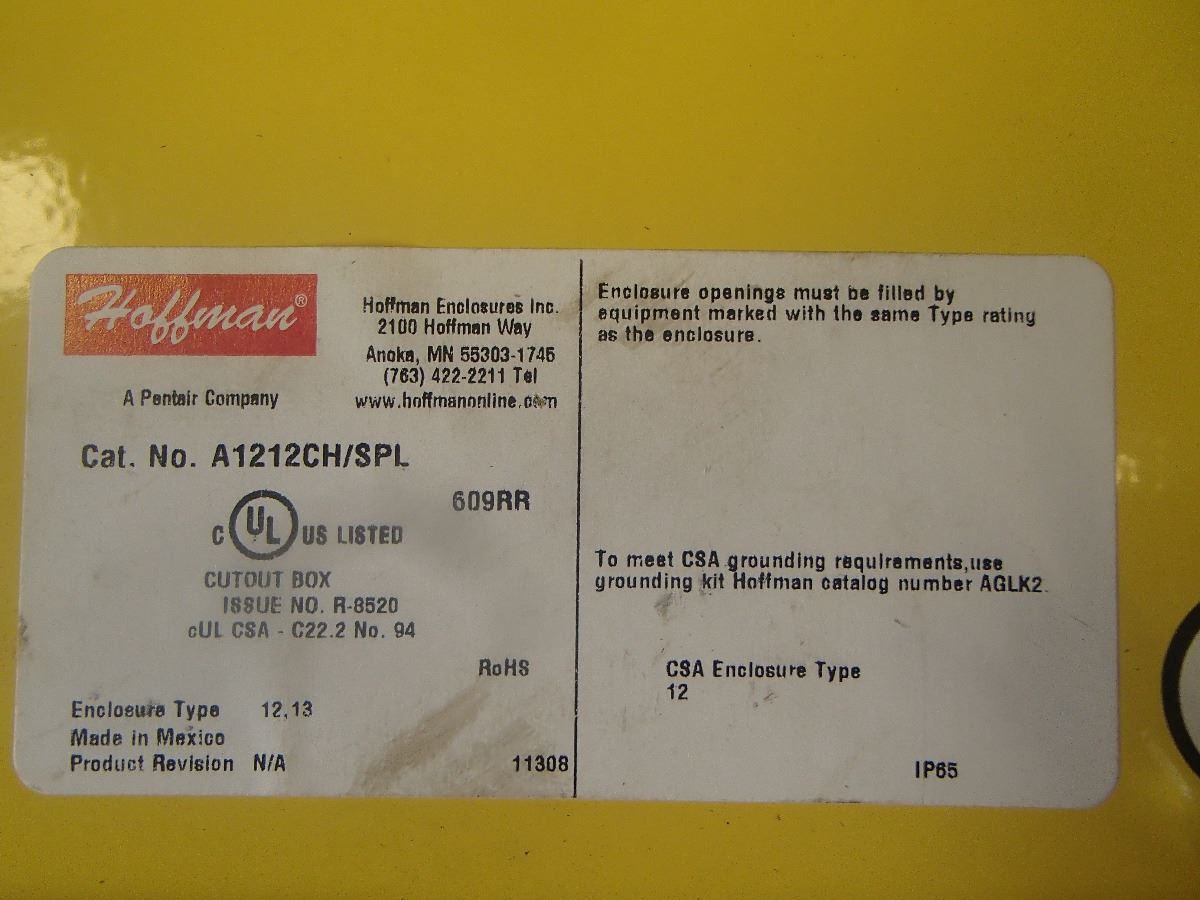 Hoffman®
A Pentair Company
Hoffman Enclosures Inc.
2100 Hoffman Way
Anoka, MN 55303-1745
(763) 422-2211 Tel
www.hoffmanonline.com
Cat. No. A1212CH/SPL
609RR
C UL US LISTED
CUTOUT BOX
ISSUE NO. R-8520
cUL CSA - C22.2 No. 94
RoHS
Enclosure Type 12,13
Made in Mexico
Product Revision N/A
11308
Enclosure openings must be filled by
equipment marked with the same Type rating
as the enclosure.
To meet CSA grounding requirements,use
grounding kit Hoffman catalog number AGLK2.
CSA Enclosure Type
12
IP65